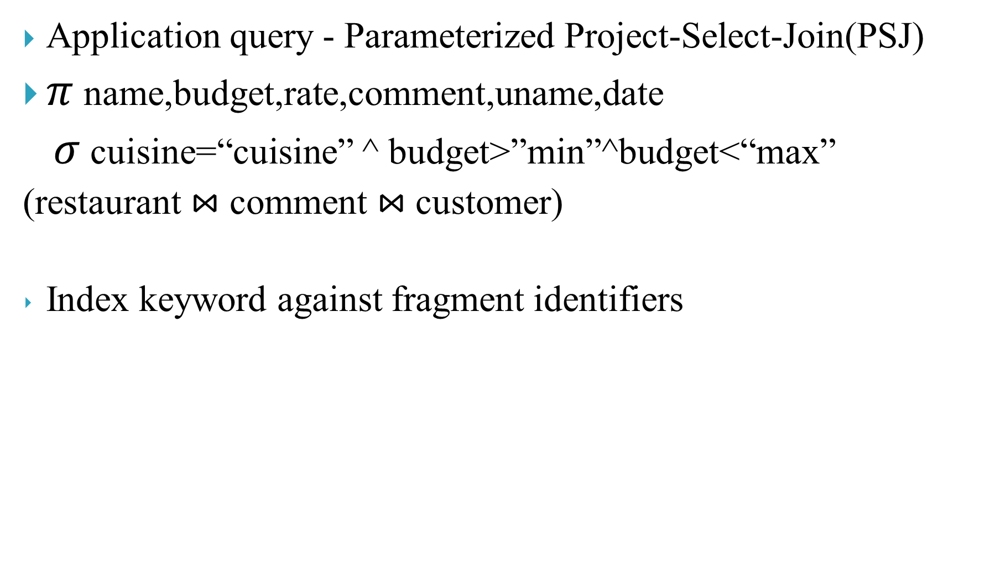 Application query - Parameterized Project-Select-Join(PSJ)
𝜋 name,budget,rate,comment,uname,date
𝜎 cuisine=“cuisine” ^ budget>”min”^budget<“max”
(restaurant ⋈ comment ⋈ customer)
Index keyword against fragment identifiers